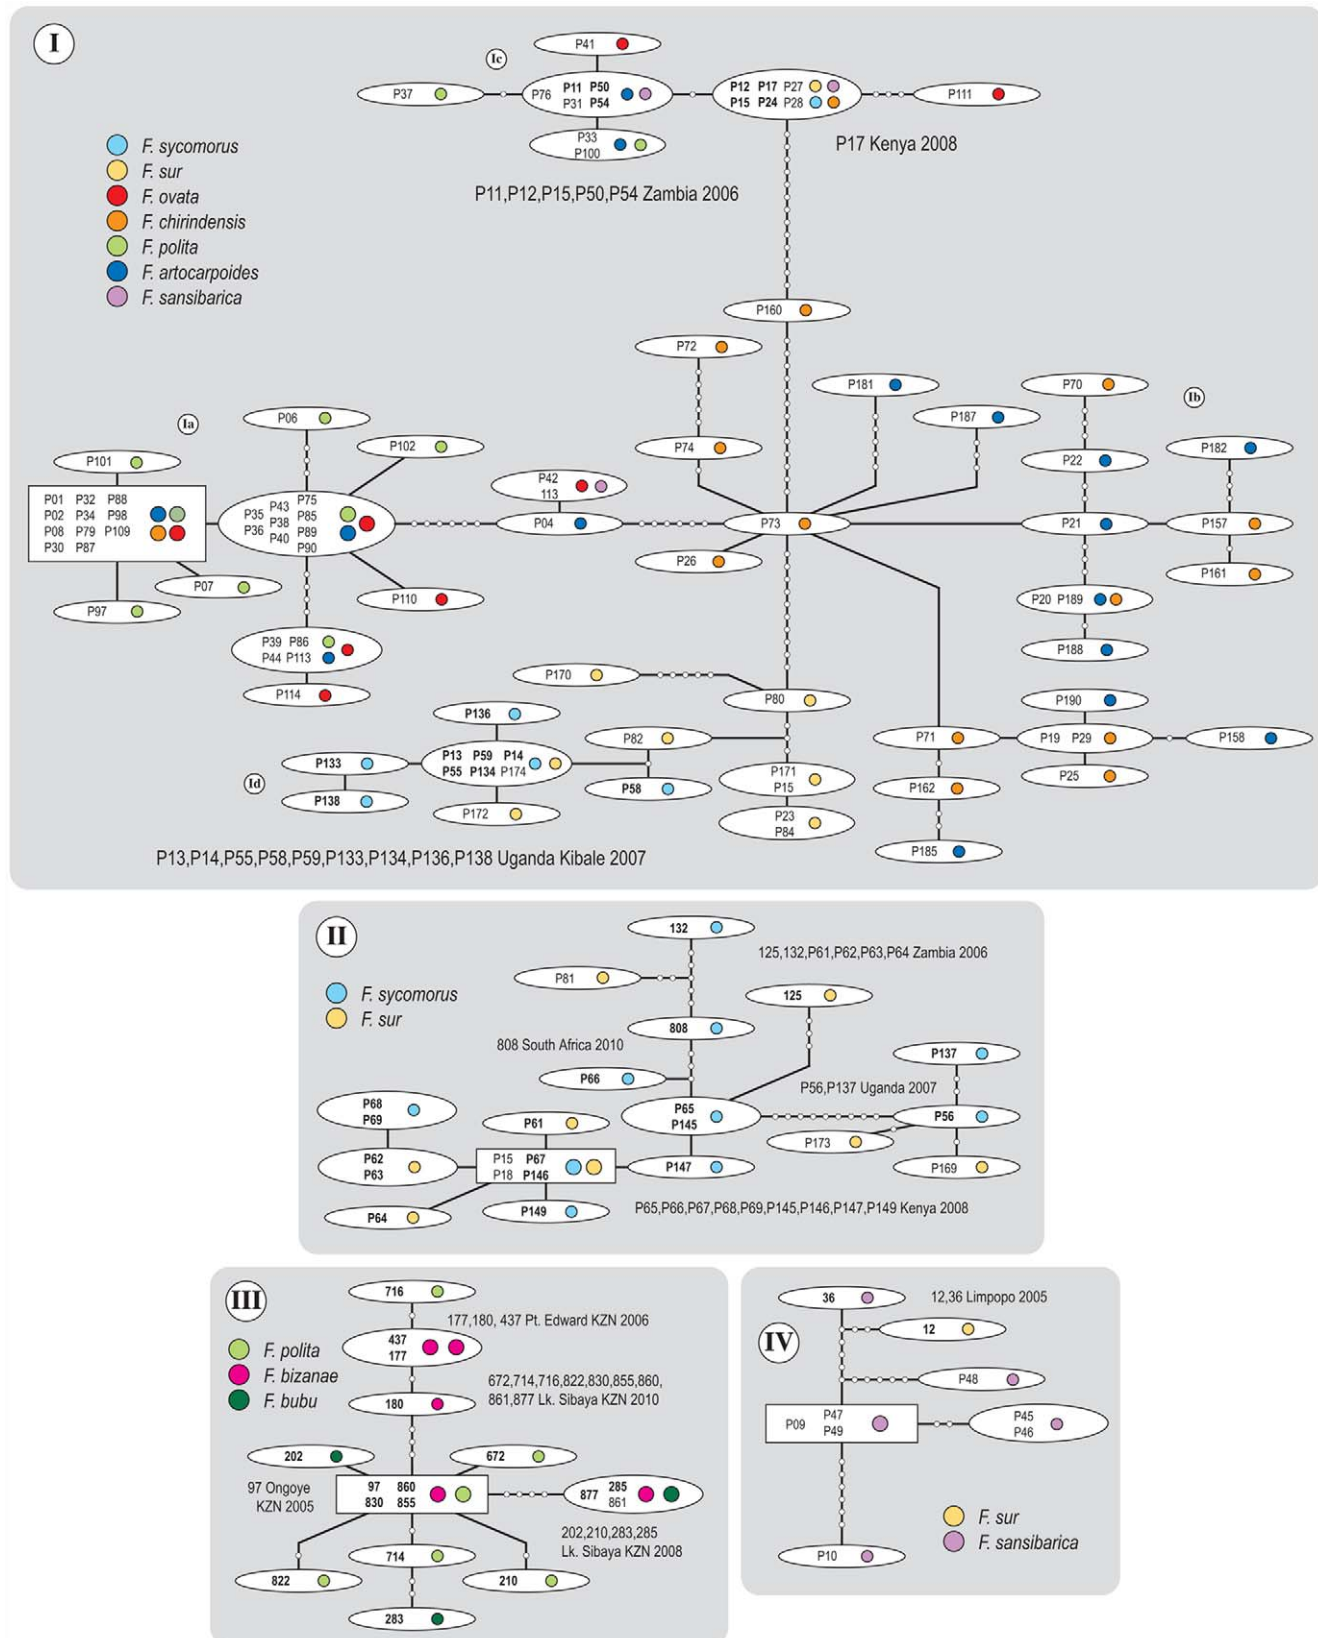 I
Ic
P41
P37
P76 P11 P50
P31 P54
P12 P17 P27
P15 P24 P28
P111
P33
P100
P17 Kenya 2008
P11,P12,P15,P50,P54 Zambia 2006
F. sycomorus
F. sur
F. ovata
F. chirindensis
F. polita
F. artocarpoides
F. sansibarica
P160
P72
P181
P70
Ib
P187
Ia
P06
P102
P74
P22
P182
P101
P42
113
P01 P32 P88
P02 P34 P98
P08 P79 P109
P30 P87
P75
P35 P43 P85
P36 P38 P89
P40 P90
P04
P73
P21
P157
P26
P161
P07
P97
P110
P20 P189
P39 P86
P44 P113
P188
P114
P170
P80
P190
P136
P82
P71
P19 P29
P158
P133
P13 P59 P14
P55 P134 P174
P171
P15
P25
Id
P138
P58
P162
P172
P23
P84
P185
P13,P14,P55,P58,P59,P133,P134,P136,P138 Uganda Kibale 2007
II
132
125,132,P61,P62,P63,P64 Zambia 2006
F. sycomorus
F. sur
P81
125
808
808 South Africa 2010
P137
P66
P56,P137 Uganda 2007
P68
P69
P61
P65
P145
P56
P173
P62
P63
P15 P67
P18 P146
P147
P169
P64
P149
P65,P66,P67,P68,P69,P145,P146,P147,P149 Kenya 2008
III
716
177,180, 437 Pt. Edward KZN 2006
437
177
F. polita
F. bizanae
F. bubu
672,714,716,822,830,855,860,
861,877 Lk. Sibaya KZN 2010
180
202
672
97 Ongoye
KZN 2005
97 860
830 855
285
877 861
202,210,283,285
Lk. Sibaya KZN 2008
714
822
210
283
36
12,36 Limpopo 2005
12
IV
P48
P09 P47
P49
P45
P46
F. sur
F. sansibarica
P10